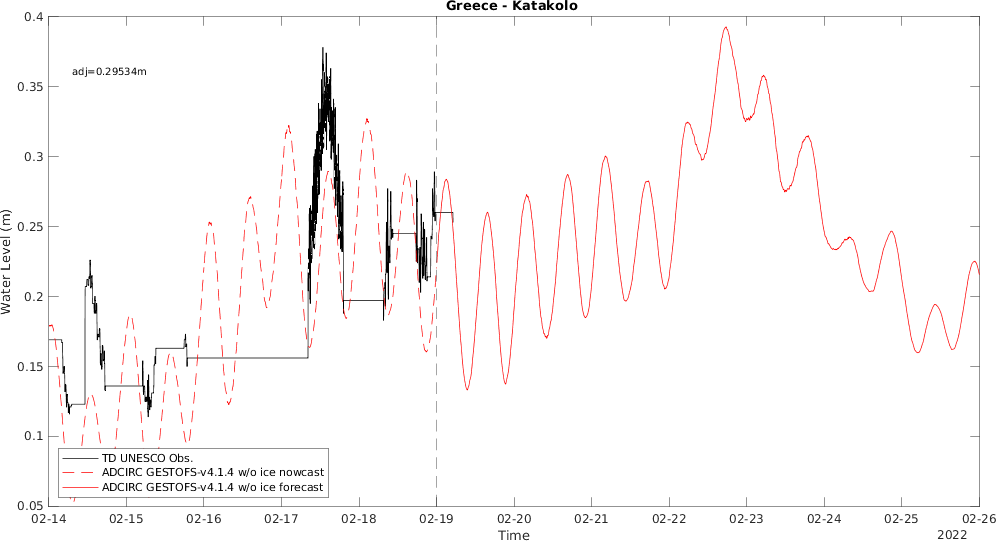 Greece - Katakolo
0.4
0.35
0.3
0.25
0.2
0.15
0.1
0.05
Water Level (m)
adj=0.29534m
TD UNESCO Obs.
ADCIRC GESTOFS-v4.1.4 w/o ice nowcast
ADCIRC GESTOFS-v4.1.4 w/o ice forecast
02-14 02-15 02-16 02-17 02-18 02-19 02-20 02-21 02-22 02-23 02-24 02-25 02-26
Time
2022